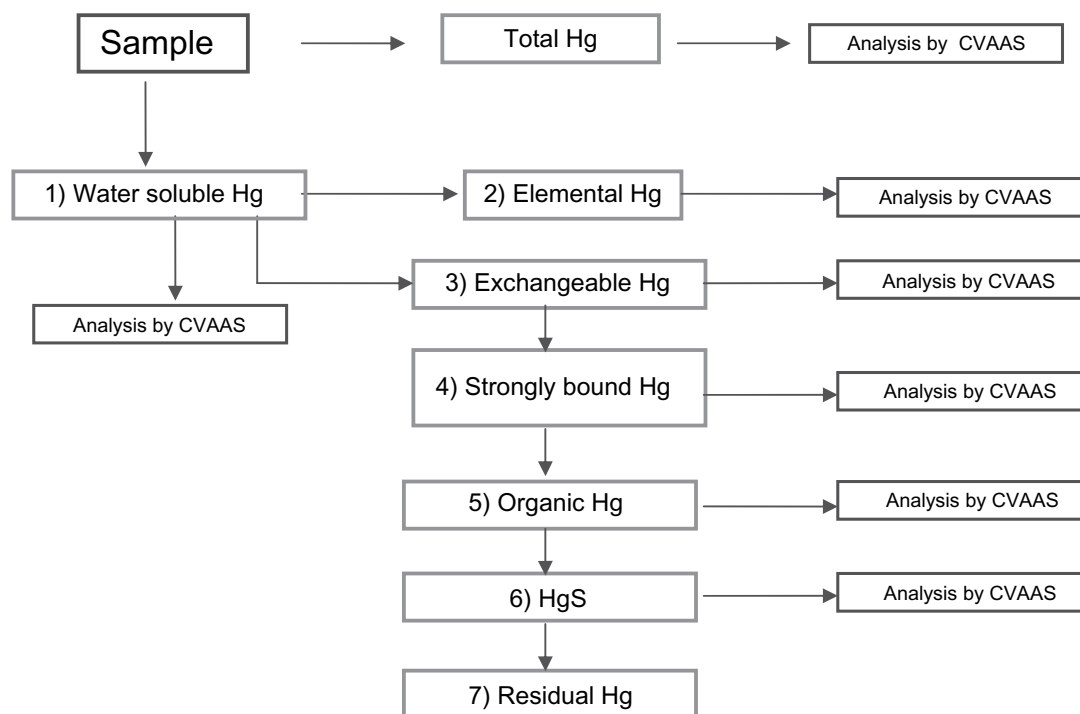 Sample
Total Hg
Analysis by CVAAS
1) Water soluble Hg
2) Elemental Hg
Analysis by CVAAS
3) Exchangeable Hg
Analysis by CVAAS
Analysis by CVAAS
4) Strongly bound Hg
Analysis by CVAAS
5) Organic Hg
Analysis by CVAAS
6) HgS
Analysis by CVAAS
7) Residual Hg